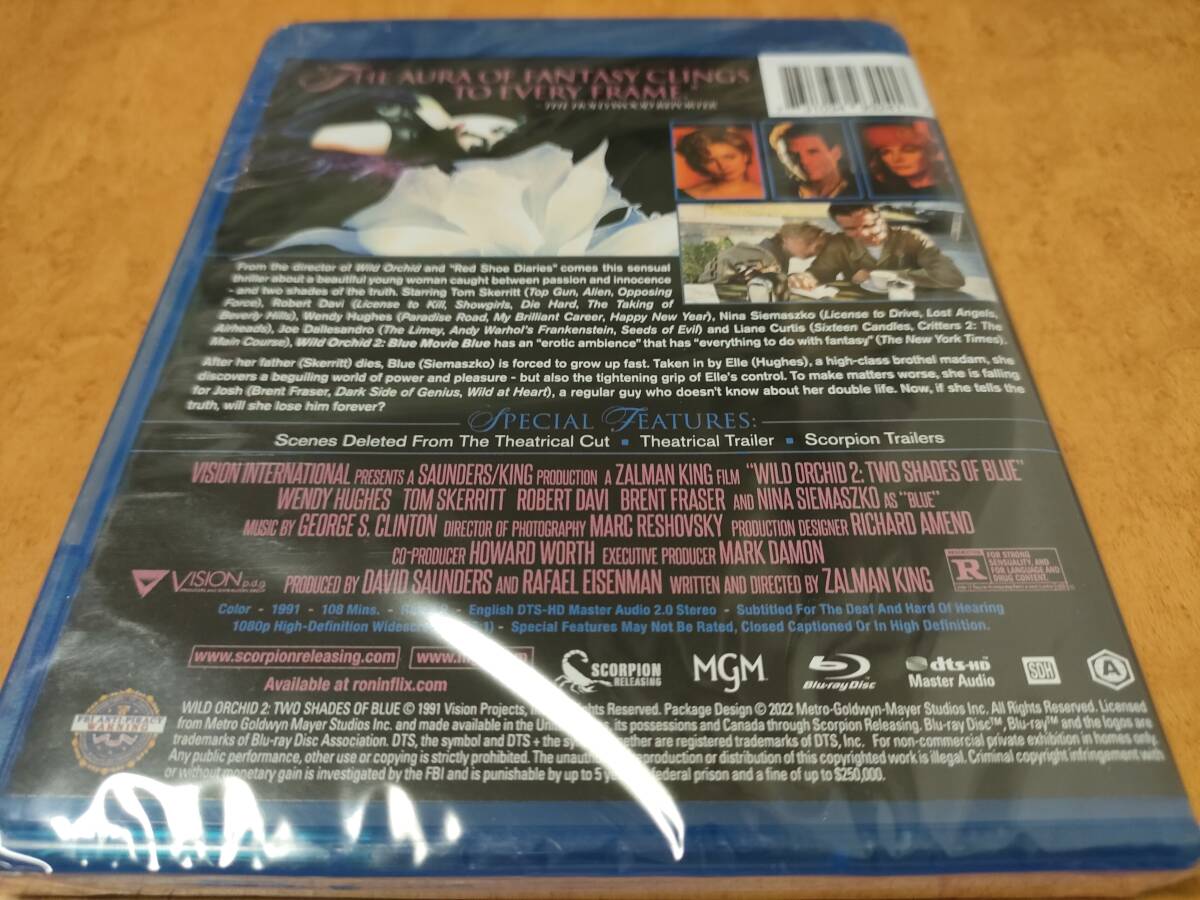 THE AURA OF FANTASY CLINGS
TO EVERY FRAME."
- THE HOLLYWOOD REPORTER
From the director of Wild Orchid and "Red Shoe Diaries" comes this sensual
thriller about a beautiful young woman caught between passion and innocence
- and two shades of the truth. Starring Tom Skerritt (Top Gun, Alien, Opposing
Force), Robert Davi (License to Kill, Showgirls, Die Hard, The Taking of
Beverly Hills), Wendy Hughes (Paradise Road, My Brilliant Career, Happy New Year), Nina Siemaszko (License to Drive, Lost Angels,
Airheads), Joe Dallesandro (The Limey, Andy Warhol's Frankenstein, Seeds of Evil) and Liane Curtis (Sixteen Candles, Critters 2: The
Main Course), Wild Orchid 2: Blue Movie Blue has an "erotic ambience" that has "everything to do with fantasy" (The New York Times).
After her father (Skerritt) dies, Blue (Siemaszko) is forced to grow up fast. Taken in by Elle (Hughes), a high-class brothel madam, she
discovers a beguiling world of power and pleasure - but also the tightening grip of Elle's control. To make matters worse, she is falling
for Josh (Brent Fraser, Dark Side of Genius, Wild at Heart), a regular guy who doesn't know about her double life. Now, if she tells the
truth, will she lose him forever?
SPECIAL FEATURES:
Scenes Deleted From The Theatrical Cut ▪ Theatrical Trailer ▪ Scorpion Trailers
VISION INTERNATIONAL PRESENTS A SAUNDERS/KING PRODUCTION A ZALMAN KING FILM "WILD ORCHID 2: TWO SHADES OF BLUE"
WENDY HUGHES TOM SKERRITT ROBERT DAVI BRENT FRASER AND NINA SIEMASZKO AS "BLUE"
MUSIC BY GEORGE S. CLINTON DIRECTOR OF PHOTOGRAPHY MARC RESHOVSKY PRODUCTION DESIGNER RICHARD AMEND
CO-PRODUCER HOWARD WORTH EXECUTIVE PRODUCER MARK DAMON
PRODUCED BY DAVID SAUNDERS AND RAFAEL EISENMAN WRITTEN AND DIRECTED BY ZALMAN KING
VISION p.d.g
R
FOR STRONG
SENSUALITY, AND
FOR LANGUAGE AND
DRUG CONTENT.
Color - 1991 - 108 Mins. - English DTS-HD Master Audio 2.0 Stereo - Subtitled For The Deaf And Hard Of Hearing
1080p High-Definition - Special Features May Not Be Rated, Closed Captioned Or In High Definition.
www.scorpionreleasing.com
Available at roninflix.com
SCORPION
RELEASING
MGM
Blu-ray Disc
dts-HD
Master Audio
SDH
A
WILD ORCHID 2: TWO SHADES OF BLUE © 1991 Vision Projects, Rights Reserved. Package Design © 2022 Metro-Goldwyn-Mayer Studios Inc. All Rights Reserved. Licensed
from Metro Goldwyn Mayer Studios Inc. and made available in the its possessions and Canada through Scorpion Releasing. Blu-ray Disc™, Blu-ray™ and the logos are
trademarks of Blu-ray Disc Association. DTS, the symbol and DTS + the together are registered trademarks of DTS, Inc. For non-commercial private exhibition in homes only.
Any public performance, other use or copying is strictly prohibited. The reproduction or distribution of this copyrighted work is illegal. Criminal copyright infringement
or without monetary gain is investigated by the FBI and is punishable by up to 5 federal prison and a fine of up to $250,000.